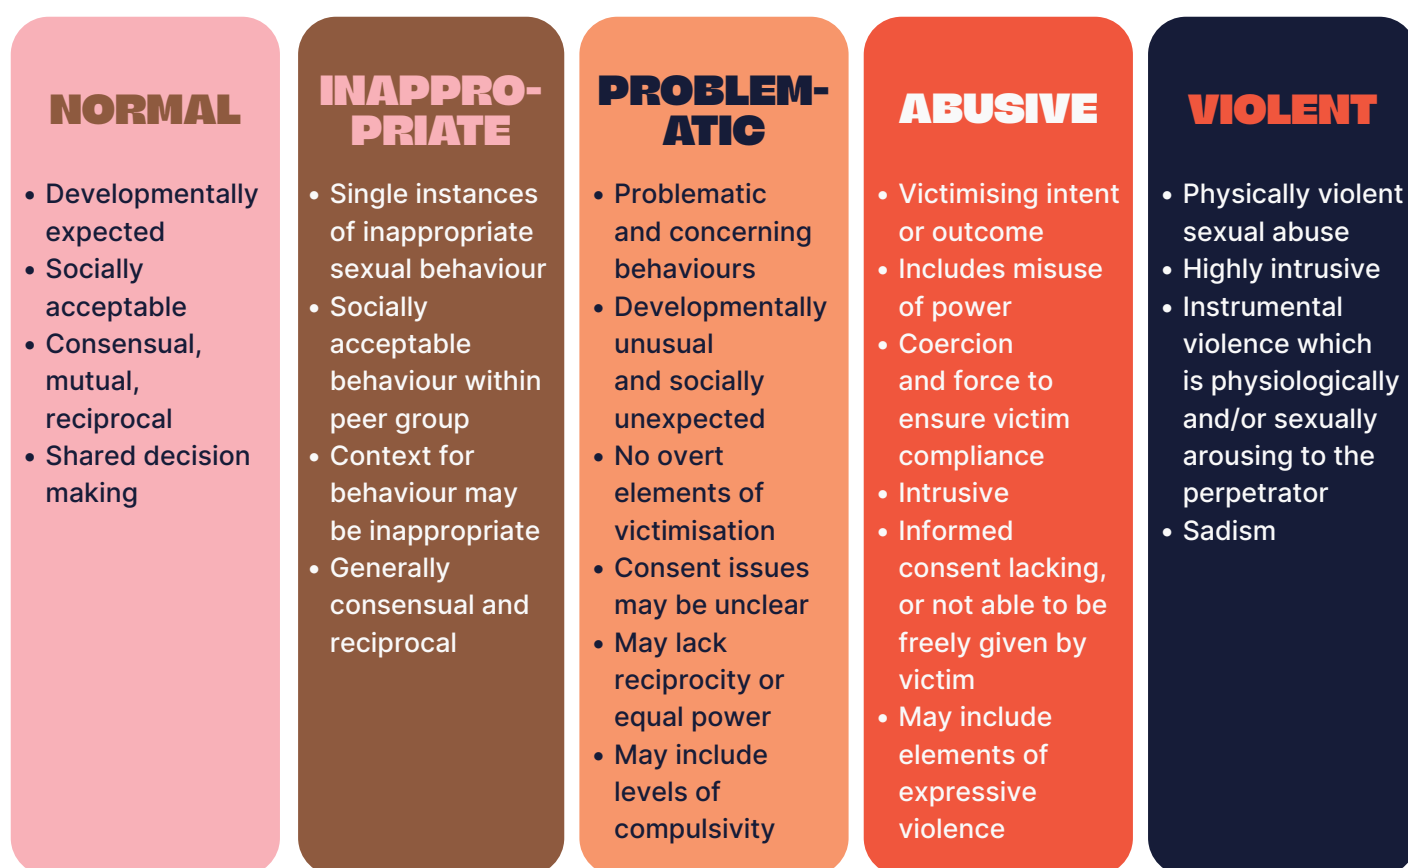 NORMAL
• Developmentally
expected
• Socially
acceptable
• Consensual,
mutual,
reciprocal
• Shared decision
making
INAPPRO-
PRIATE
• Single instances
of inappropriate
sexual behaviour
• Socially
acceptable
behaviour within
peer group
• Context for
behaviour may
be inappropriate
• Generally
consensual and
reciprocal
PROBLEM-
ATIC
• Problematic
and concerning
behaviours
• Developmentally
unusual
and socially
unexpected
• No overt
elements of
victimisation
• Consent issues
may be unclear
• May lack
reciprocity or
equal power
• May include
levels of
compulsivity
ABUSIVE
• Victimising intent
or outcome
• Includes misuse
of power
• Coercion
and force to
ensure victim
compliance
• Intrusive
• Informed
consent lacking,
or not able to be
freely given by
victim
• May include
elements of
expressive
violence
VIOLENT
• Physically violent
sexual abuse
• Highly intrusive
• Instrumental
violence which
is physiologically
and/or sexually
arousing to the
perpetrator
• Sadism